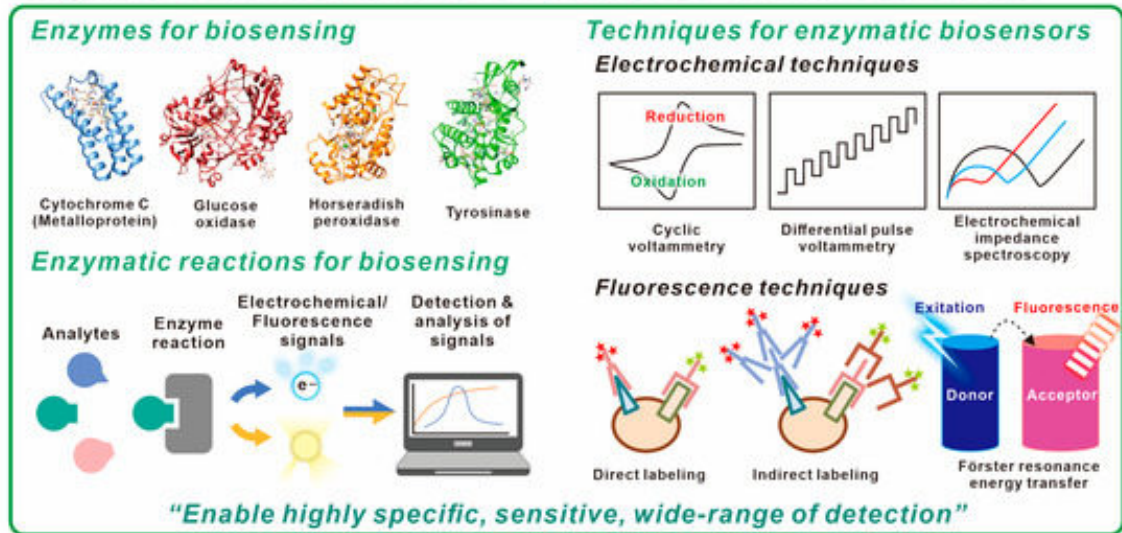 Enzymes for biosensing
Cytochrome C
(Metalloprotein)
Glucose
oxidase
Horseradish
peroxidase
Tyrosinase
Enzymatic reactions for biosensing
Analytes
Enzyme
reaction
Electrochemical/
Fluorescence
signals
e−
Detection &
analysis of
signals
Techniques for enzymatic biosensors
Electrochemical techniques
Reduction
Oxidation
Cyclic
voltammetry
Differential pulse
voltammetry
Electrochemical
impedance
spectroscopy
Fluorescence techniques
Direct labeling
Indirect labeling
Exitation
Fluorescence
Donor
Acceptor
Förster resonance
energy transfer
“Enable highly specific, sensitive, wide-range of detection”